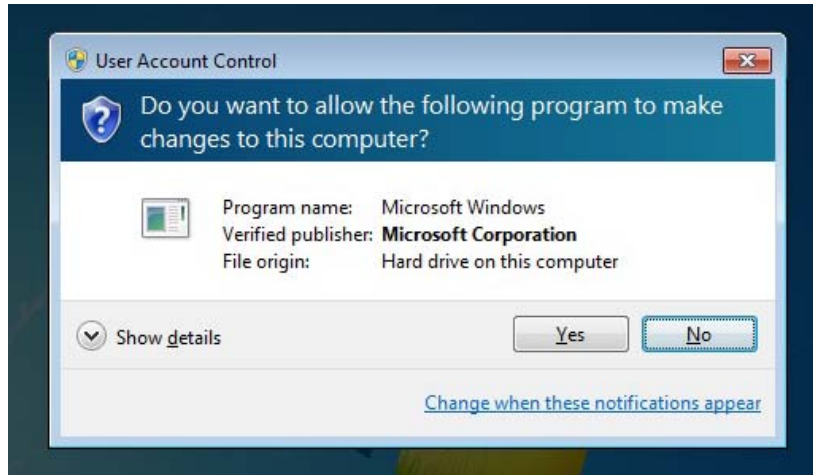 User Account Control
Do you want to allow the following program to make
changes to this computer?
Program name: Microsoft Windows
Verified publisher: Microsoft Corporation
File origin: Hard drive on this computer
Show details
Yes No
Change when these notifications appear